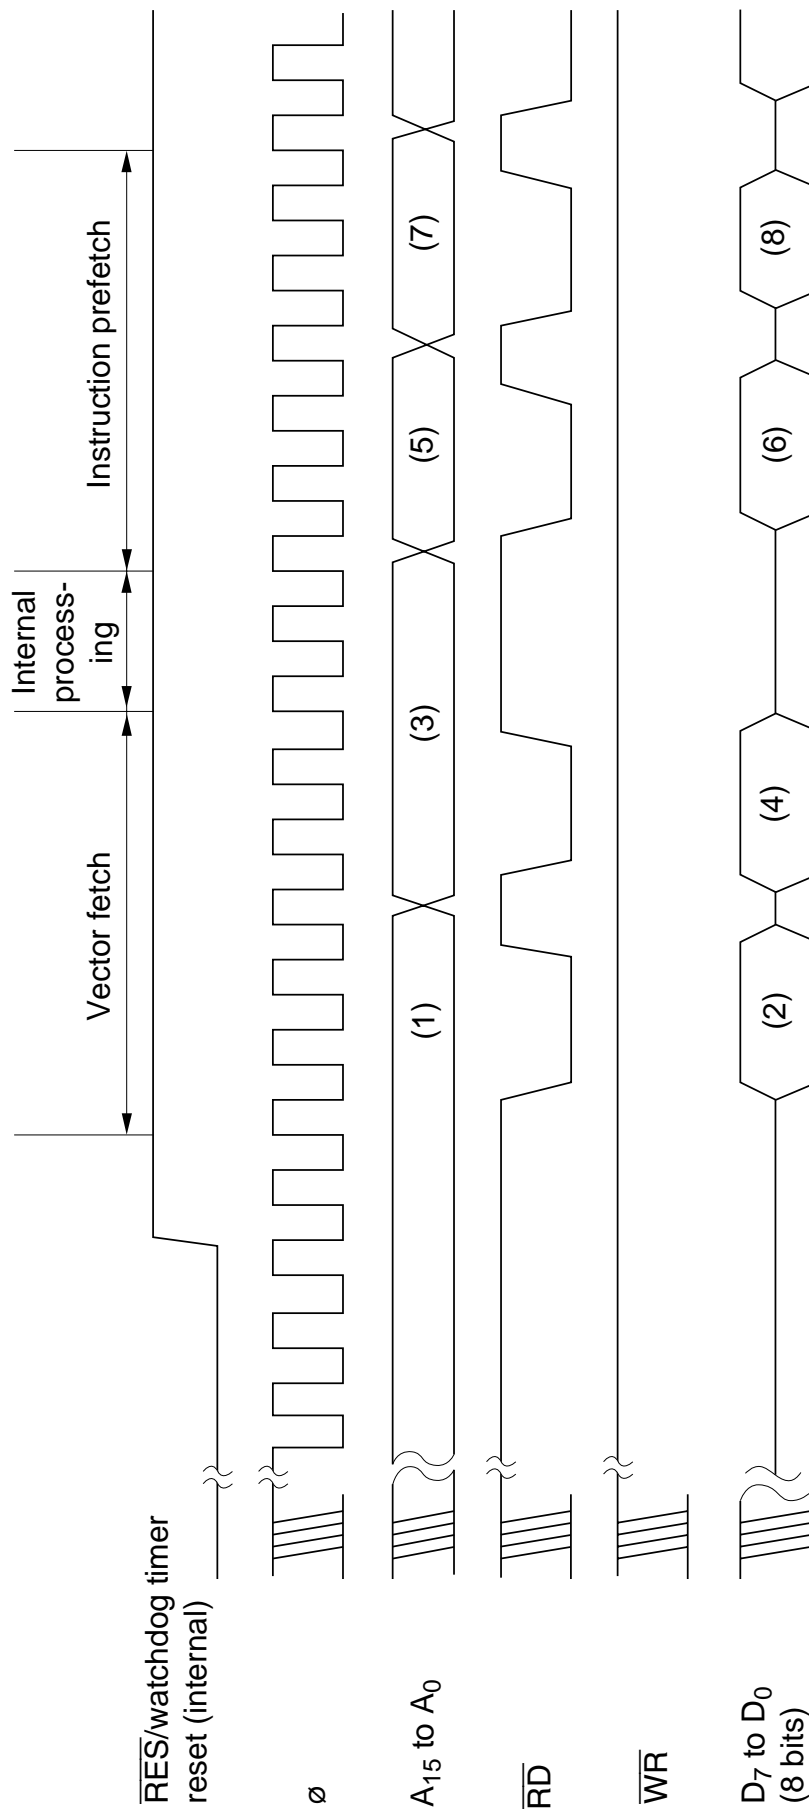 Vector fetch
Internal
process-
ing
Instruction prefetch
RES/watchdog timer
reset (internal)
ø
A15 to A0
(1)
(3)
(5)
(7)
RD
WR
D7 to D0
(8 bits)
(2)
(4)
(6)
(8)